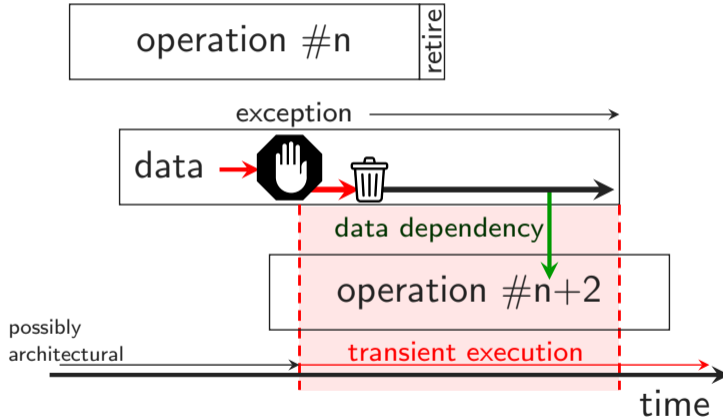 operation #n
retire
exception
data
data dependency
operation #n+2
possibly
architectural
transient execution
time